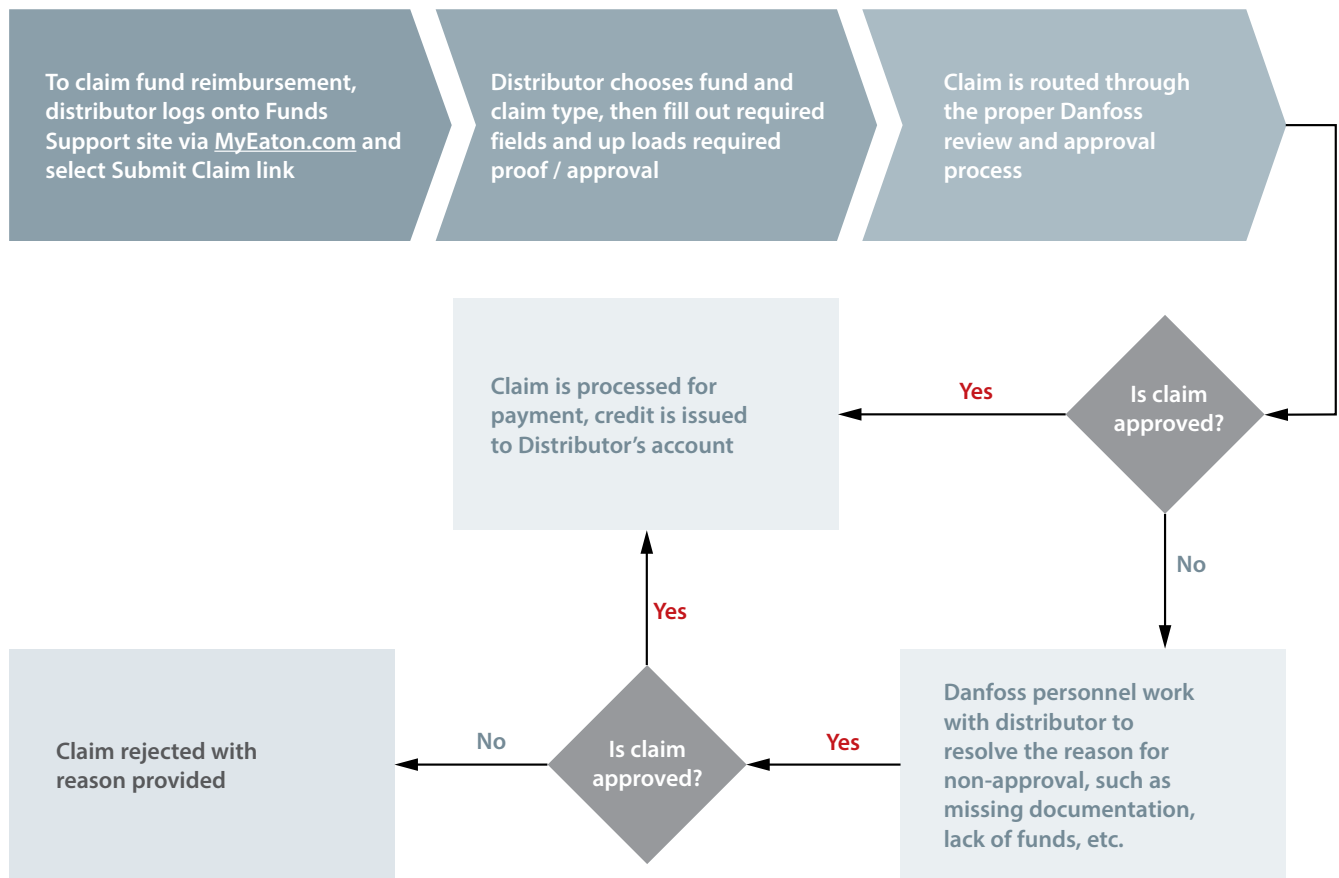 To claim fund reimbursement,
distributor logs onto Funds
Support site via MyEaton.com and
select Submit Claim link
Distributor chooses fund and
claim type, then fill out required
fields and up loads required
proof / approval
Claim is routed through
the proper Danfoss
review and approval
process
Claim is processed for
payment, credit is issued
to Distributor’s account
Yes
Is claim
approved?
No
Yes
Claim rejected with
reason provided
No
Is claim
approved?
Yes
Danfoss personnel work
with distributor to
resolve the reason for
non-approval, such as
missing documentation,
lack of funds, etc.